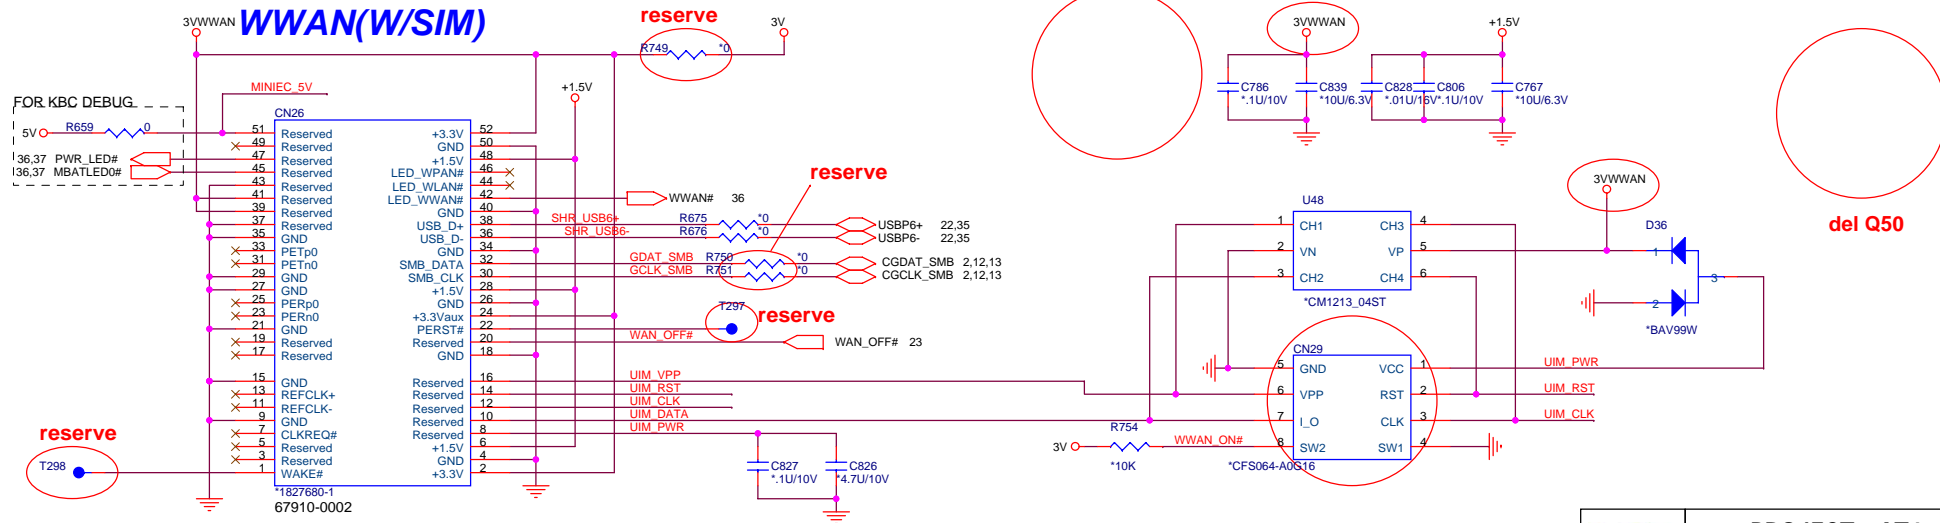 WWAN(W/SIM)
3VWWAN
reserve
R749 *0
3V
MINIEC_5V
+1.5V
FOR KBC DEBUG
5V R659 0
36,37 PWR_LED#
36,37 MBATLED0#
CN26
51 Reserved +3.3V 52
49 Reserved GND 50
47 Reserved +1.5V 48
45 Reserved LED_WPAN# 46
43 Reserved LED_WLAN# 44
41 Reserved LED_WWAN# 42
39 Reserved GND 40
37 Reserved USB_D+ 38
35 GND USB_D- 36
33 PETp0 GND 34
31 PETn0 SMB_DATA 32
29 GND SMB_CLK 30
27 GND +1.5V 28
25 PERp0 GND 26
23 PERn0 +3.3Vaux 24
21 GND PERST# 22
19 Reserved Reserved 20
17 Reserved GND 18
15 GND Reserved 16
13 REFCLK+ Reserved 14
11 REFCLK- Reserved 12
9 GND Reserved 10
7 CLKREQ# Reserved 8
5 Reserved +1.5V 6
3 Reserved GND 4
1 WAKE# +3.3V 2
*1827680-1
67910-0002
reserve
T298
WWAN# 36
reserve
SHR_USB6+ R675 *0 USBP6+ 22,35
SHR_USB6- R676 *0 USBP6- 22,35
GDAT_SMB R750 *0 CGDAT_SMB 2,12,13
GCLK_SMB R751 *0 CGCLK_SMB 2,12,13
T297
reserve
WAN_OFF# WAN_OFF# 23
UIM_VPP
UIM_RST
UIM_CLK
UIM_DATA
UIM_PWR
C827
*.1U/10V
C826
*4.7U/10V
3VWWAN
+1.5V
C786
*.1U/10V
C839
*10U/6.3V
C828
*.01U/16V
C806
*.1U/10V
C767
*10U/6.3V
del Q50
3VWWAN
U48
1 CH1 CH3 4
2 VN VP 5
3 CH2 CH4 6
*CM1213_04ST
D36
1
2
3
*BAV99W
CN29
5 GND VCC 1
6 VPP RST 2
7 I_O CLK 3
8 SW2 SW1 4
*CFS064-A0G16
UIM_PWR
UIM_RST
UIM_CLK
3V R754 WWAN_ON#
*10K